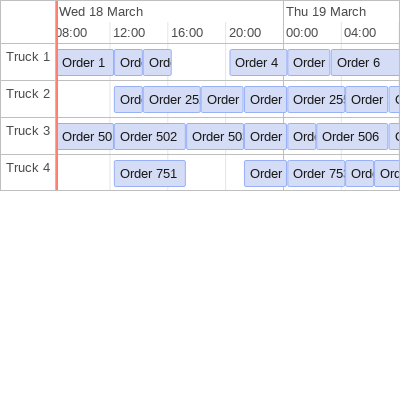 Wed 18 March Thu 19 March
08:00 12:00 16:00 20:00 00:00 04:00
Truck 1 Order 1 Ord Ord Order 4 Order Order 6
Truck 2 Ord Order 25 Order Order Order 25 Order
Truck 3 Order 50 Order 502 Order 50 Order Ord Order 506
Truck 4 Order 751 Order Order 75 Ord Ord